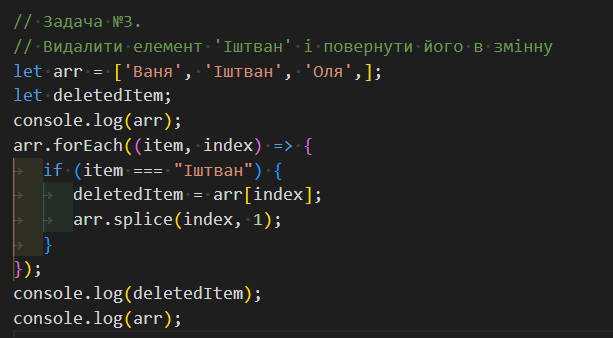 // Задача №3.
// Видалити елемент 'Іштван' і повернути його в змінну
let arr = ['Ваня', 'Іштван', 'Оля',];
let deletedItem;
console.log(arr);
arr.forEach((item, index) => {
if (item === "Іштван") {
deletedItem = arr[index];
arr.splice(index, 1);
}
});
console.log(deletedItem);
console.log(arr);